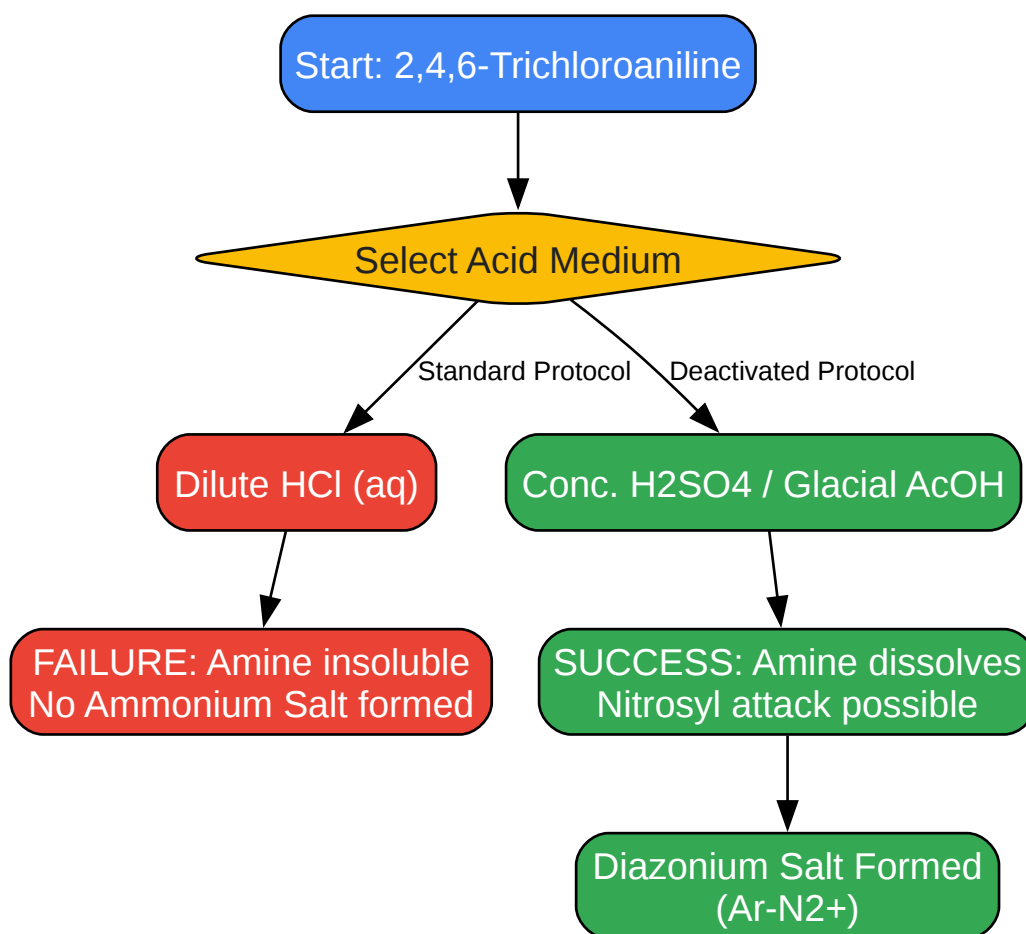 Start: 2,4,6-Trichloroaniline
Select Acid Medium
Standard Protocol
Deactivated Protocol
Dilute HCl (aq)
Conc. H2SO4 / Glacial AcOH
FAILURE: Amine insoluble
No Ammonium Salt formed
SUCCESS: Amine dissolves
Nitrosyl attack possible
Diazonium Salt Formed
(Ar-N2+)